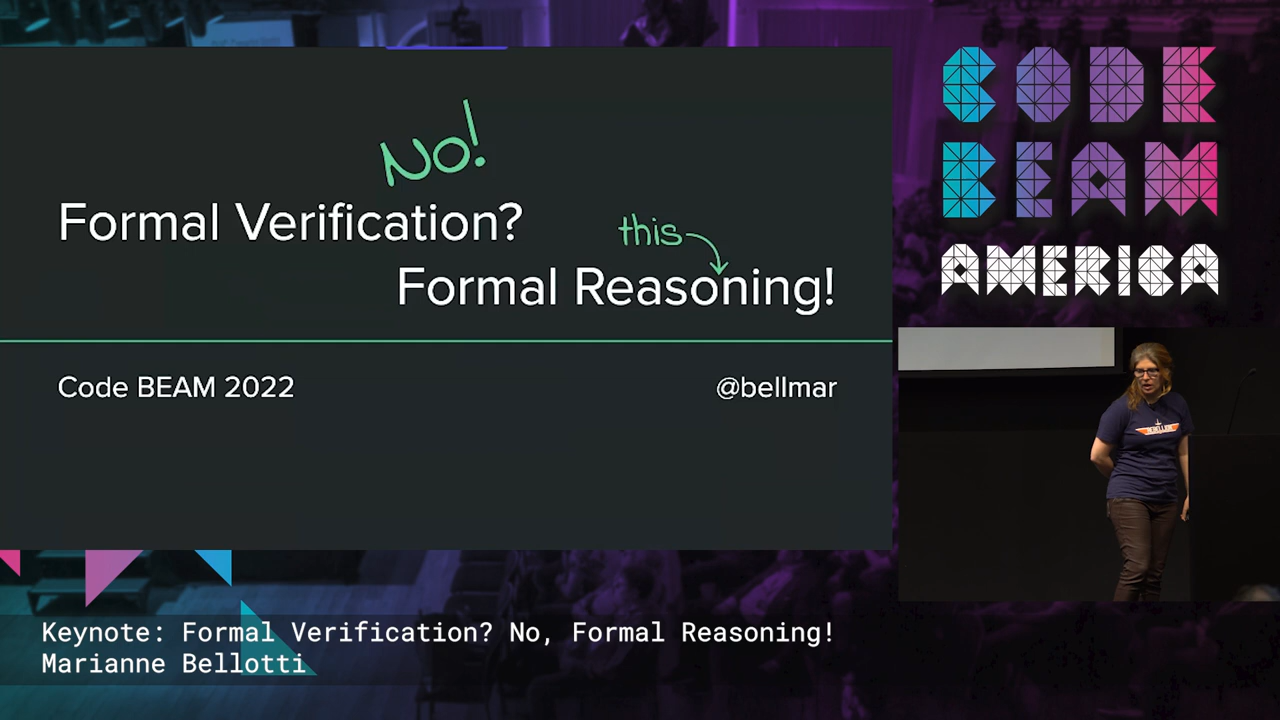 No!
Formal Verification?
this
Formal Reasoning!
Code BEAM 2022
@bellmar
CODE
BEAM
AMERICA
Keynote: Formal Verification? No, Formal Reasoning!
Marianne Bellotti